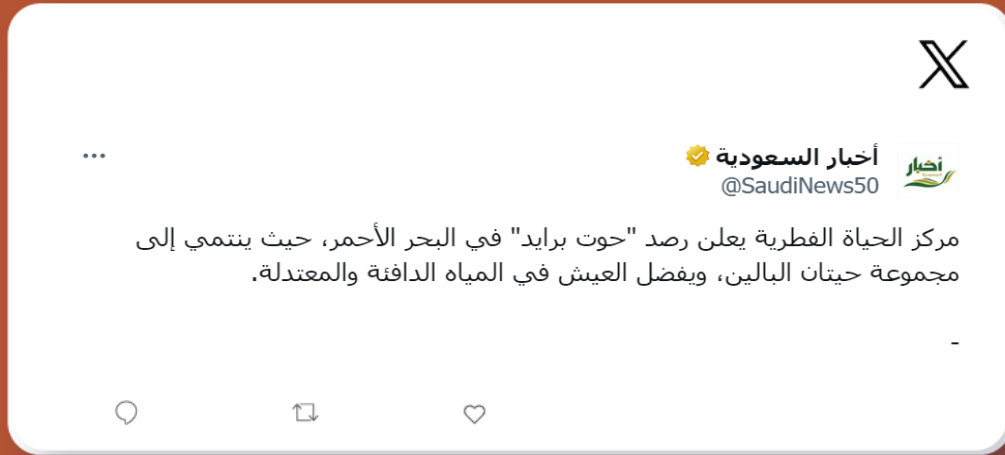 أخبار السعودية
@SaudiNews50
مركز الحياة الفطرية يعلن رصد "حوت برايد" في البحر الأحمر، حيث ينتمي إلى
مجموعة حيتان البالين، ويفضل العيش في المياه الدافئة والمعتدلة.
-